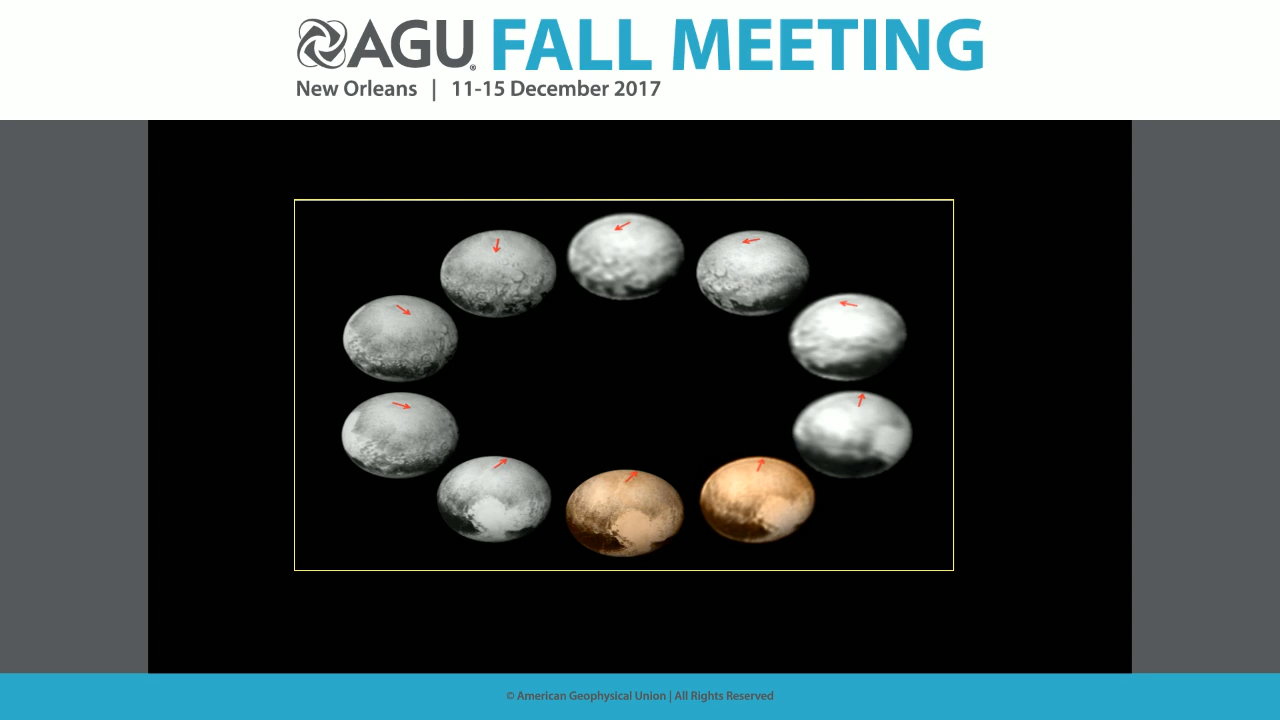 AGU FALL MEETING
New Orleans | 11-15 December 2017
© American Geophysical Union | All Rights Reserved